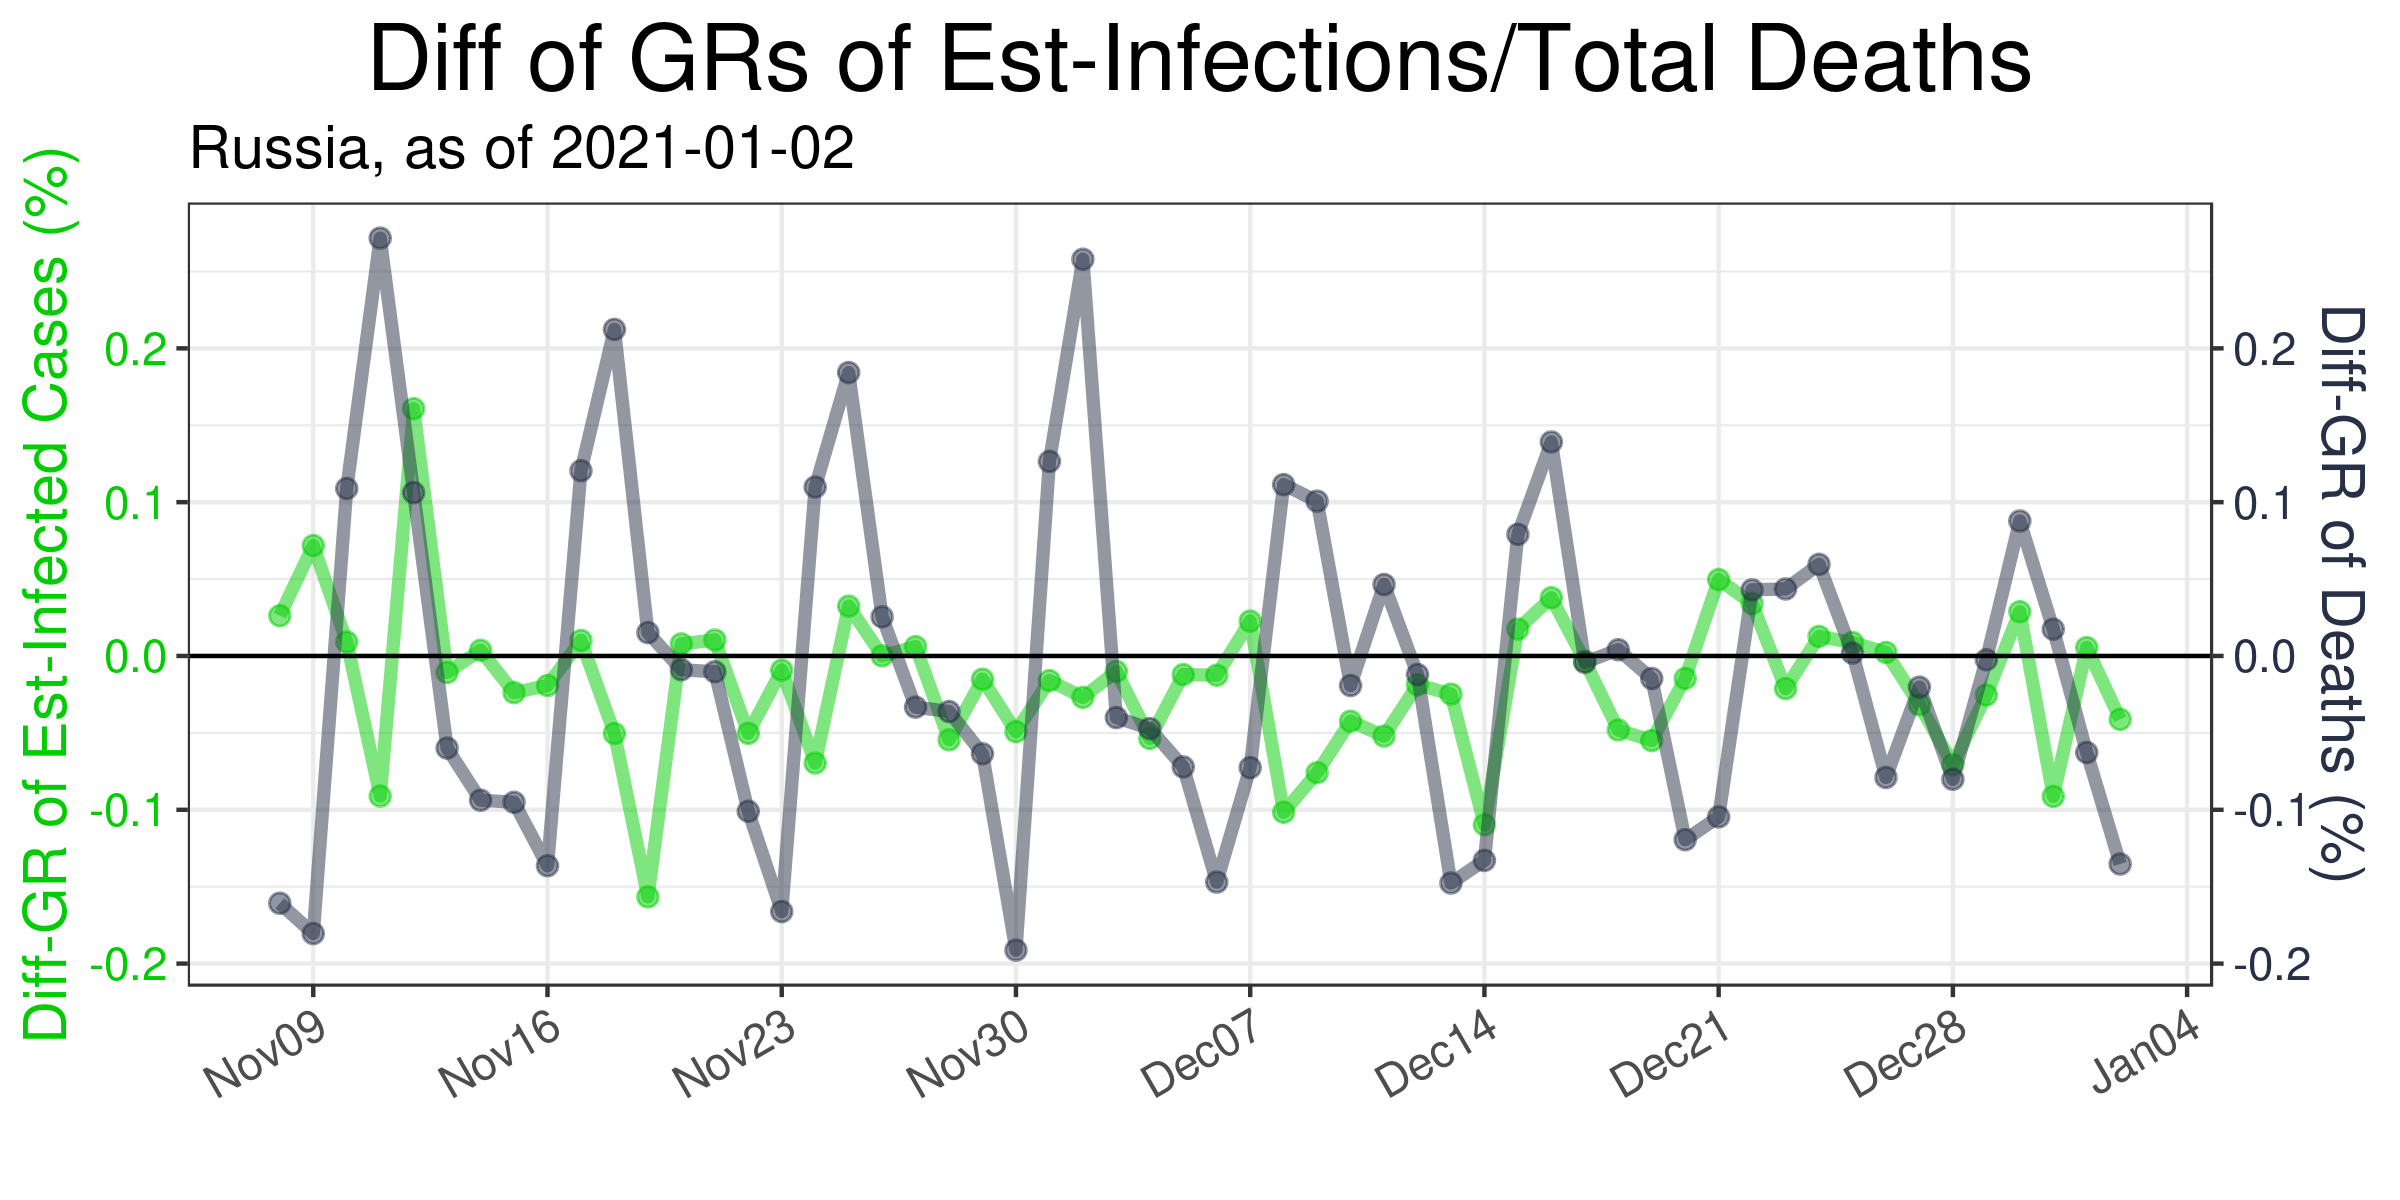 Diff of GRs of Est-Infections/Total Deaths
Russia, as of 2021-01-02
Diff-GR of Est-Infected Cases (%)
0.2
0.1
0.0
-0.1
-0.2
0.2
0.1
0.0
-0.1
-0.2
Diff-GR of Deaths (%)
Nov09
Nov16
Nov23
Nov30
Dec07
Dec14
Dec21
Dec28
Jan04